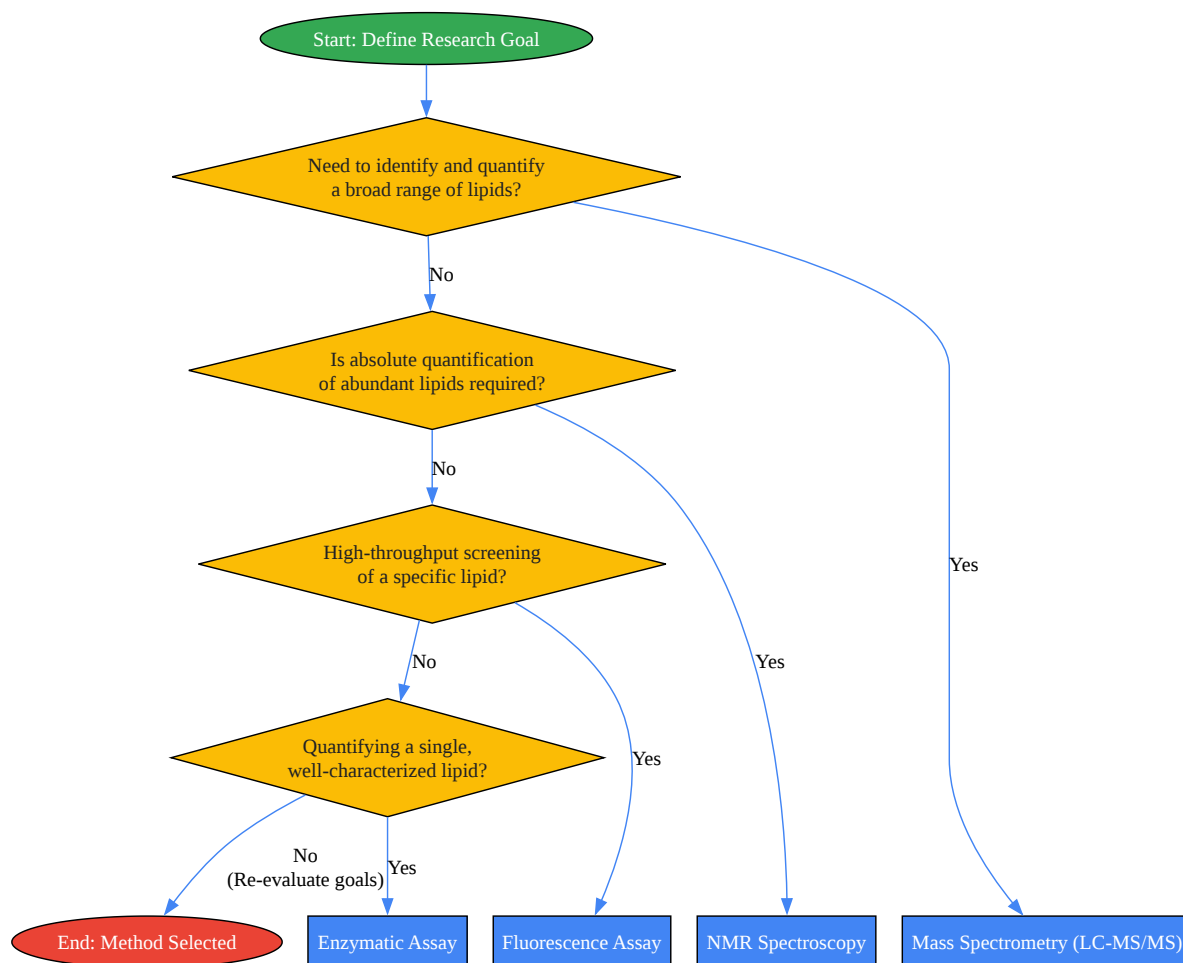 Start: Define Research Goal
Need to identify and quantify
a broad range of lipids?
No
Is absolute quantification
of abundant lipids required?
No
High-throughput screening
of a specific lipid?
Yes
No
Yes
Quantifying a single,
well-characterized lipid?
Yes
No
(Re-evaluate goals)
Yes
End: Method Selected
Enzymatic Assay
Fluorescence Assay
NMR Spectroscopy
Mass Spectrometry (LC-MS/MS)